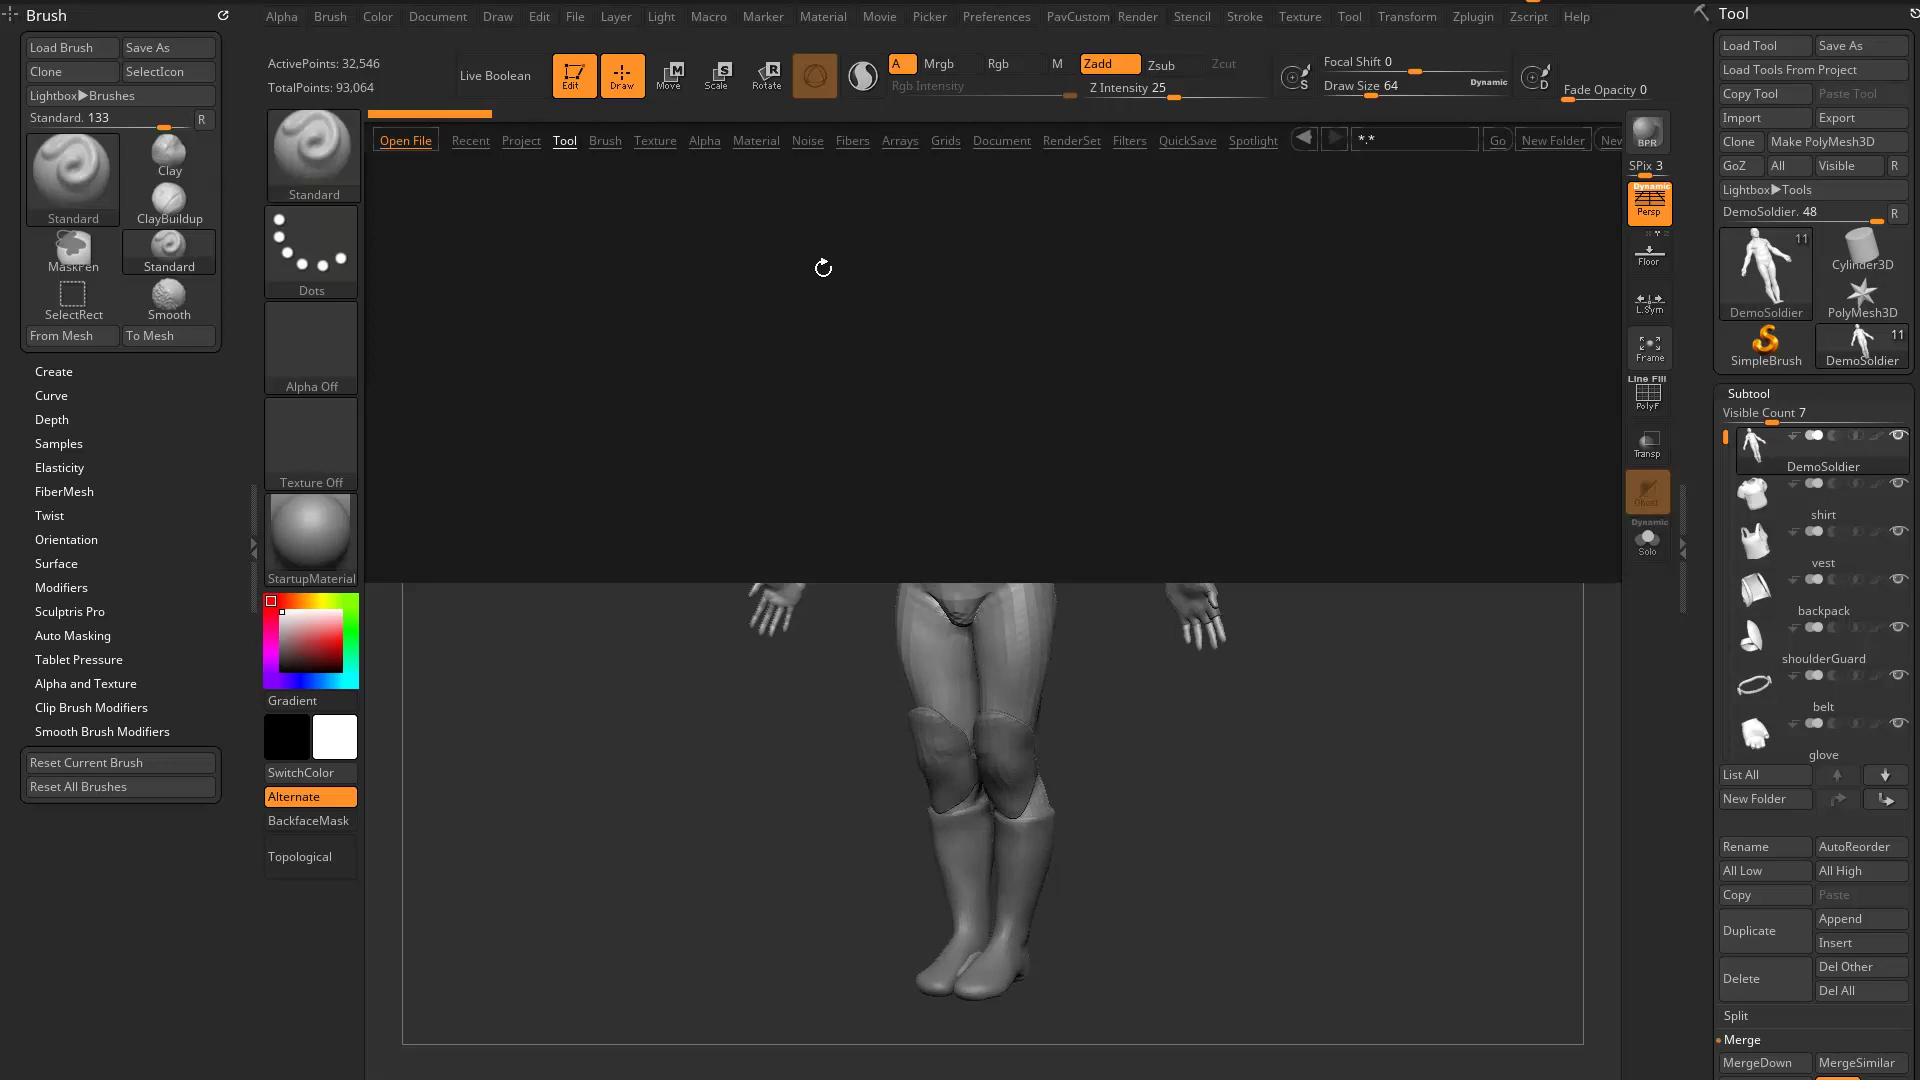 Brush
Alpha Brush Color Document Draw Edit File Layer Light Macro Marker Material Movie Picker Preferences PavCustom Render Stencil Stroke Texture Tool Transform Zplugin Zscript Help
Tool
Load Brush Save As
Clone SelectIcon
Lightbox▶Brushes
Standard. 133 R
Clay
Standard ClayBuildup
MaskPen Standard
SelectRect Smooth
From Mesh To Mesh
Create
Curve
Depth
Samples
Elasticity
FiberMesh
Twist
Orientation
Surface
Modifiers
Sculptris Pro
Auto Masking
Tablet Pressure
Alpha and Texture
Clip Brush Modifiers
Smooth Brush Modifiers
Reset Current Brush
Reset All Brushes
ActivePoints: 32,546
TotalPoints: 93,064
Live Boolean
Edit
Draw
M
Move
S
Scale
R
Rotate
A Mrgb Rgb M
Rgb Intensity
Zadd Zsub Zcut
Z Intensity 25
S
Focal Shift 0
Draw Size 64 Dynamic
D
Fade Opacity 0
Standard
Dots
Alpha Off
Texture Off
StartupMaterial
Gradient
SwitchColor
Alternate
BackfaceMask
Topological
Open File Recent Project Tool Brush Texture Alpha Material Noise Fibers Arrays Grids Document RenderSet Filters QuickSave Spotlight *.* Go New Folder New
BPR
SPix 3
Dynamic
Persp
Floor
L.Sym
Frame
Line Fill
PolyF
Transp
Ghost
Dynamic
Solo
Load Tool Save As
Load Tools From Project
Copy Tool Paste Tool
Import Export
Clone Make PolyMesh3D
GoZ All Visible R
Lightbox▶Tools
DemoSoldier. 48 R
11
Cylinder3D
DemoSoldier PolyMesh3D
11
SimpleBrush DemoSoldier
Subtool
Visible Count 7
DemoSoldier
shirt
vest
backpack
shoulderGuard
belt
glove
List All
New Folder
Rename AutoReorder
All Low All High
Copy Paste
Duplicate Append
Insert
Delete Del Other
Del All
Split
Merge
MergeDown MergeSimilar